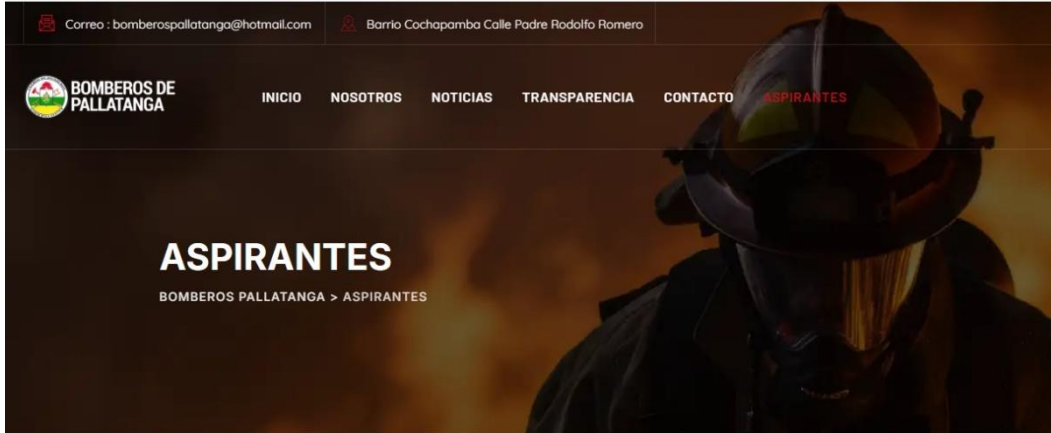 Correo : bomberospallatanga@hotmail.com
Barrio Cochapamba Calle Padre Rodolfo Romero
BOMBEROS DE
PALLATANGA
INICIO NOSOTROS NOTICIAS TRANSPARENCIA CONTACTO ASPIRANTES
ASPIRANTES
BOMBEROS PALLATANGA > ASPIRANTES